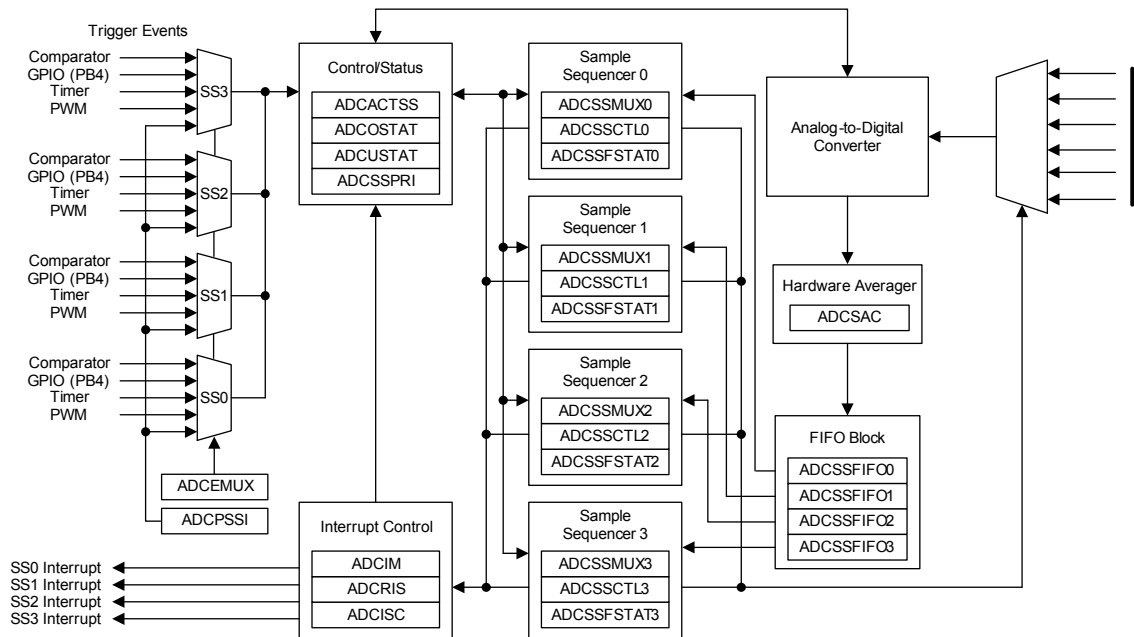 Trigger Events
Comparator
GPIO (PB4)
Timer
PWM
SS3
Comparator
GPIO (PB4)
Timer
PWM
SS2
Comparator
GPIO (PB4)
Timer
PWM
SS1
Comparator
GPIO (PB4)
Timer
PWM
SS0
ADCEMUX
ADCPSSI
SS0 Interrupt
SS1 Interrupt
SS2 Interrupt
SS3 Interrupt
Control/Status
ADCACTSS
ADCOSTAT
ADCUSTAT
ADCSSPRI
Interrupt Control
ADCIM
ADCRIS
ADCISC
Sample
Sequencer 0
ADCSSMUX0
ADCSSCTL0
ADCSSFSTAT0
Sample
Sequencer 1
ADCSSMUX1
ADCSSCTL1
ADCSSFSTAT1
Sample
Sequencer 2
ADCSSMUX2
ADCSSCTL2
ADCSSFSTAT2
Sample
Sequencer 3
ADCSSMUX3
ADCSSCTL3
ADCSSFSTAT3
Analog-to-Digital
Converter
Hardware Averager
ADCSAC
FIFO Block
ADCSSFIFO0
ADCSSFIFO1
ADCSSFIFO2
ADCSSFIFO3